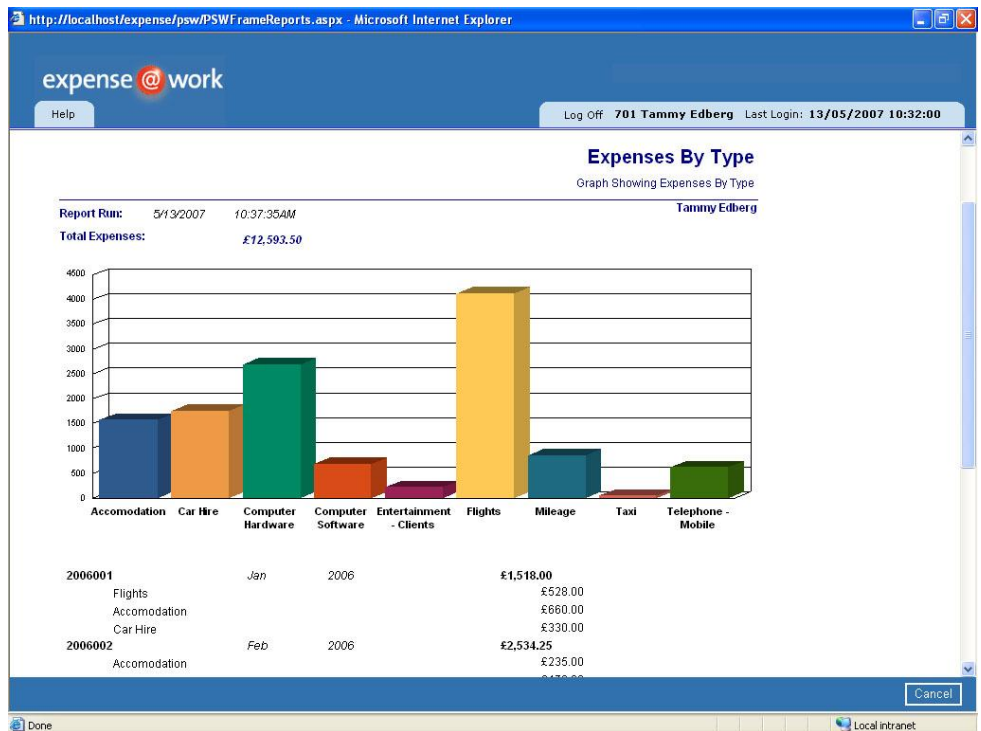 http://localhost/expense/psw/PSWFrameReports.aspx - Microsoft Internet Explorer
expense@work
Help
Log Off 701 Tammy Edberg Last Login: 13/05/2007 10:32:00
Expenses By Type
Graph Showing Expenses By Type
Tammy Edberg
Report Run: 5/13/2007 10:37:35AM
Total Expenses: £12,593.50
4500
4000
3500
3000
2500
2000
1500
1000
500
0
Accomodation Car Hire Computer Computer Entertainment Flights Mileage Taxi Telephone -
Hardware Software - Clients Mobile
2006001 Jan 2006 £1,518.00
Flights £528.00
Accomodation £660.00
Car Hire £330.00
2006002 Feb 2006 £2,534.25
Accomodation £235.00
Cancel
Done Local intranet